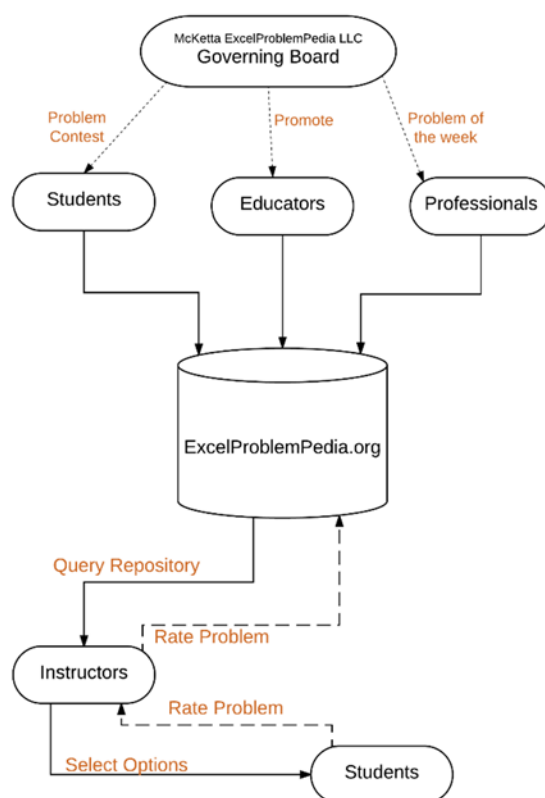 McKetta ExcelProblemPedia LLC
Governing Board
Problem
Contest
Promote
Problem of
the week
Students
Educators
Professionals
ExcelProblemPedia.org
Query Repository
Rate Problem
Instructors
Rate Problem
Select Options
Students